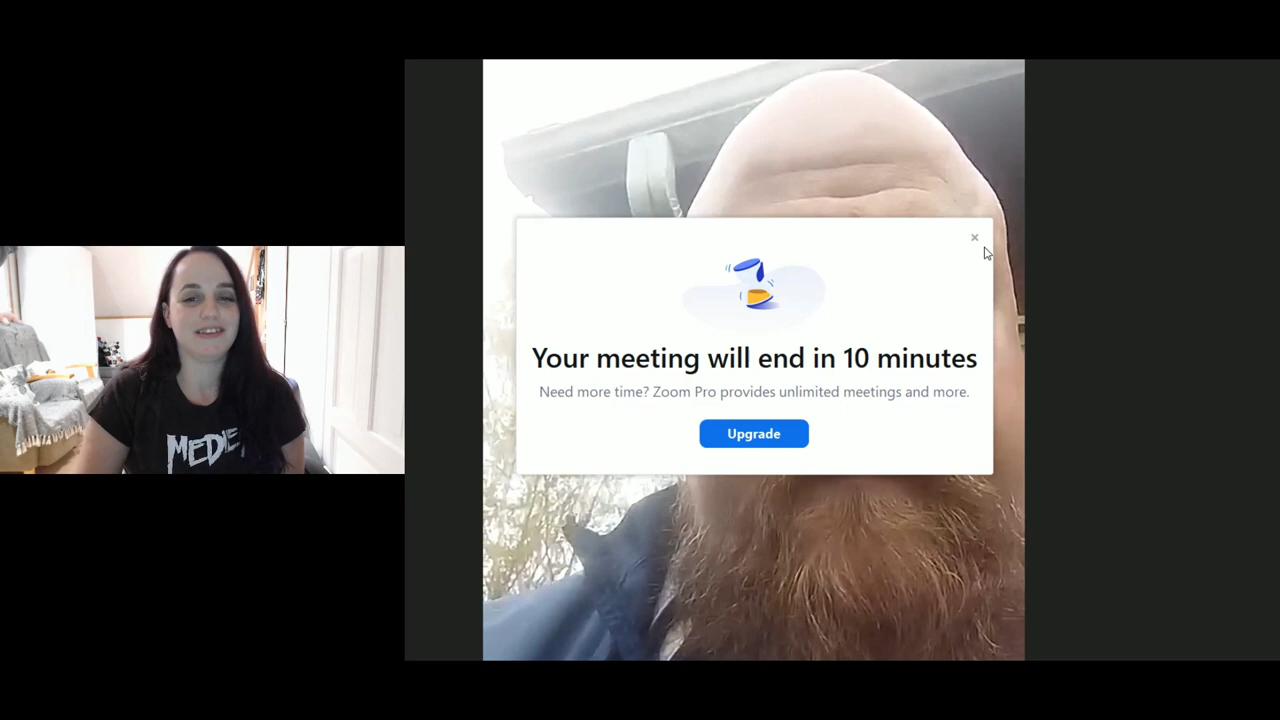 Your meeting will end in 10 minutes
Need more time? Zoom Pro provides unlimited meetings and more.
Upgrade